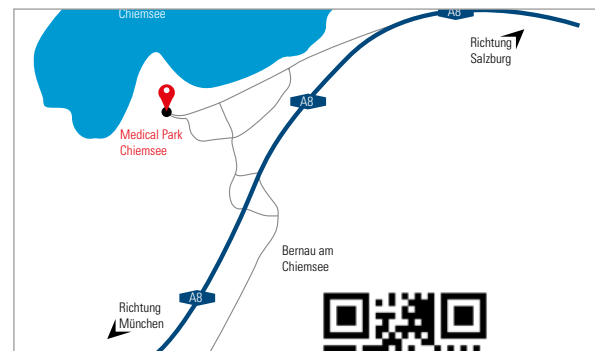 Chiemsee
A8
Richtung
Salzburg
A8
Medical Park
Chiemsee
Bernau am
Chiemsee
A8
Richtung
München